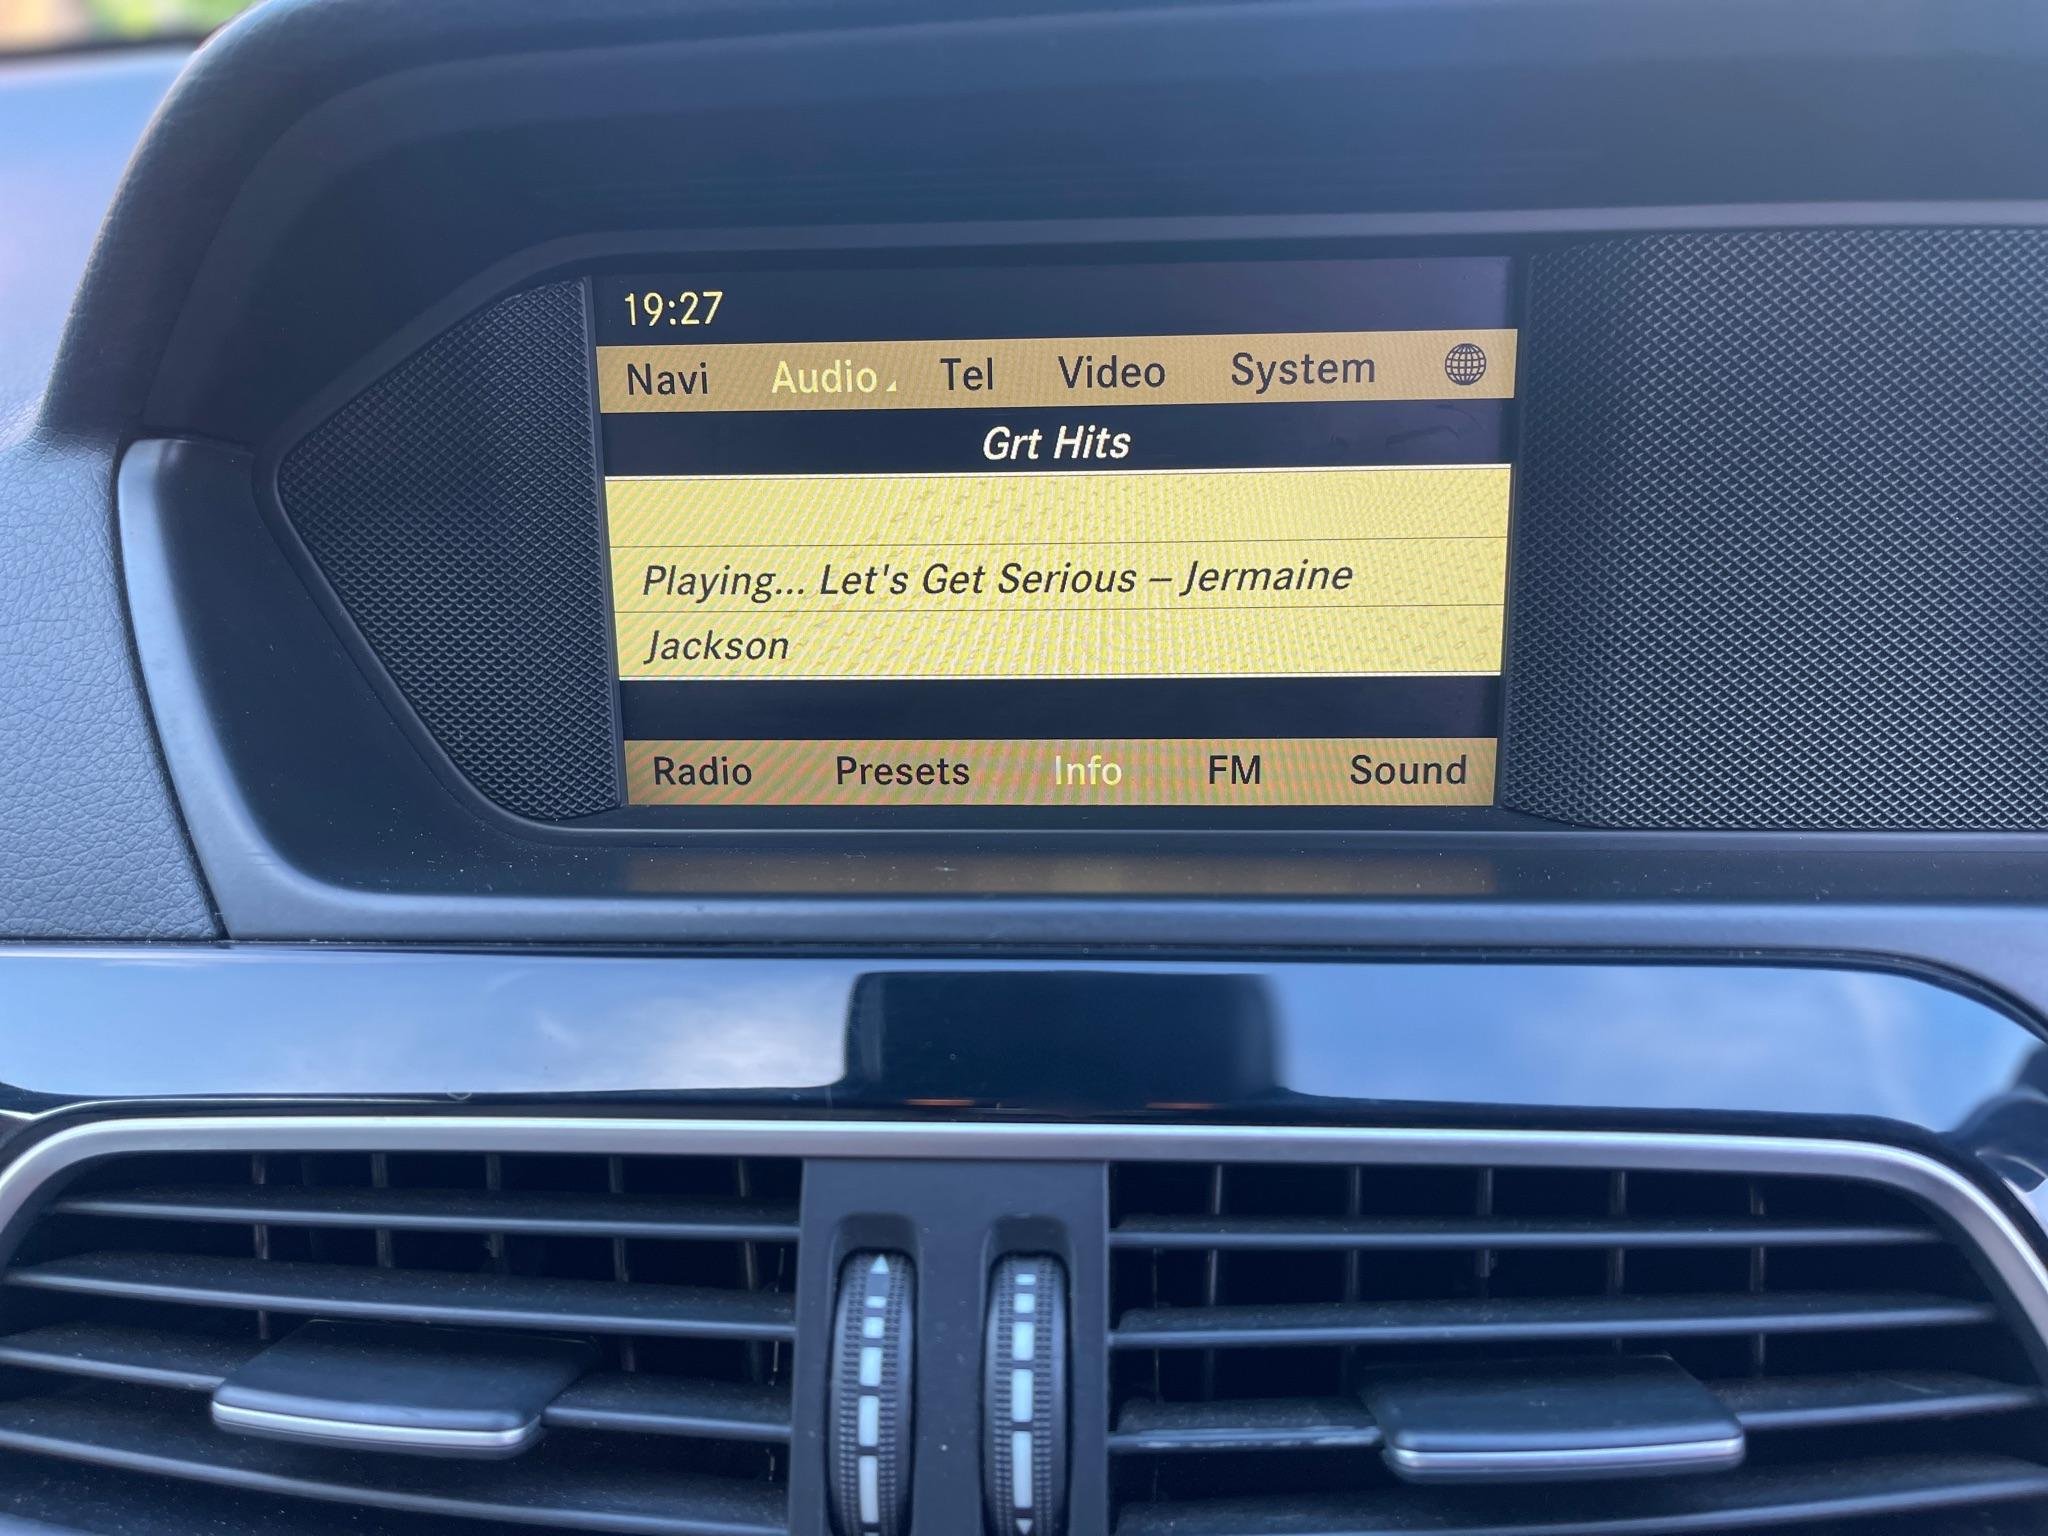 19:27
Navi Audio Tel Video System
Grt Hits
Playing... Let's Get Serious – Jermaine
Jackson
Radio Presets Info FM Sound